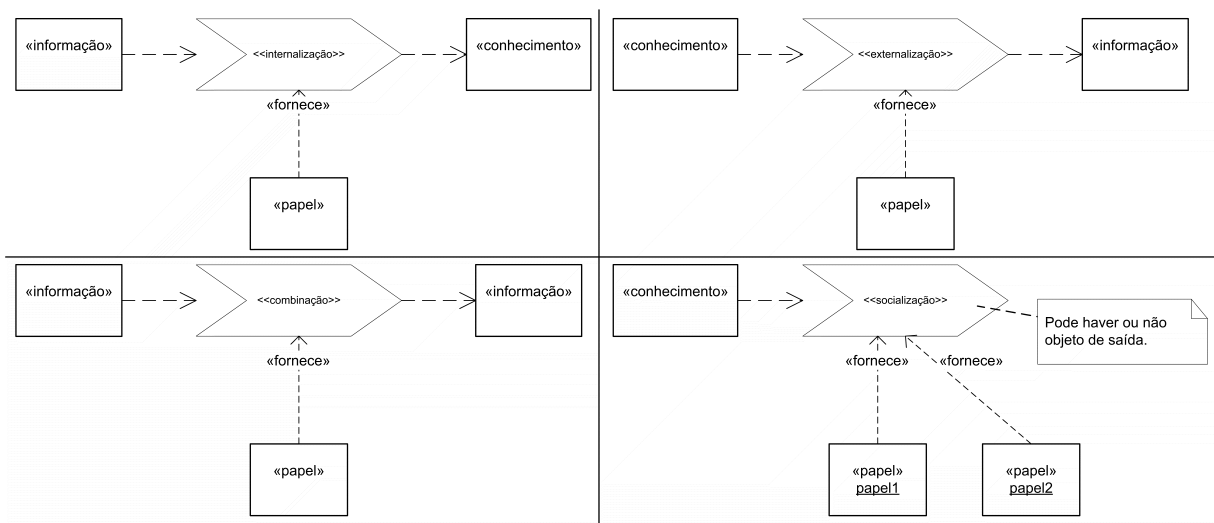 «informação»
<<internalização>>
«conhecimento»
«fornece»
«papel»
«conhecimento»
<<externalização>>
«informação»
«fornece»
«papel»
«informação»
<<combinação>>
«informação»
«fornece»
«papel»
«conhecimento»
<<socialização>>
Pode haver ou não
objeto de saída.
«fornece»
«fornece»
«papel»
papel1
«papel»
papel2